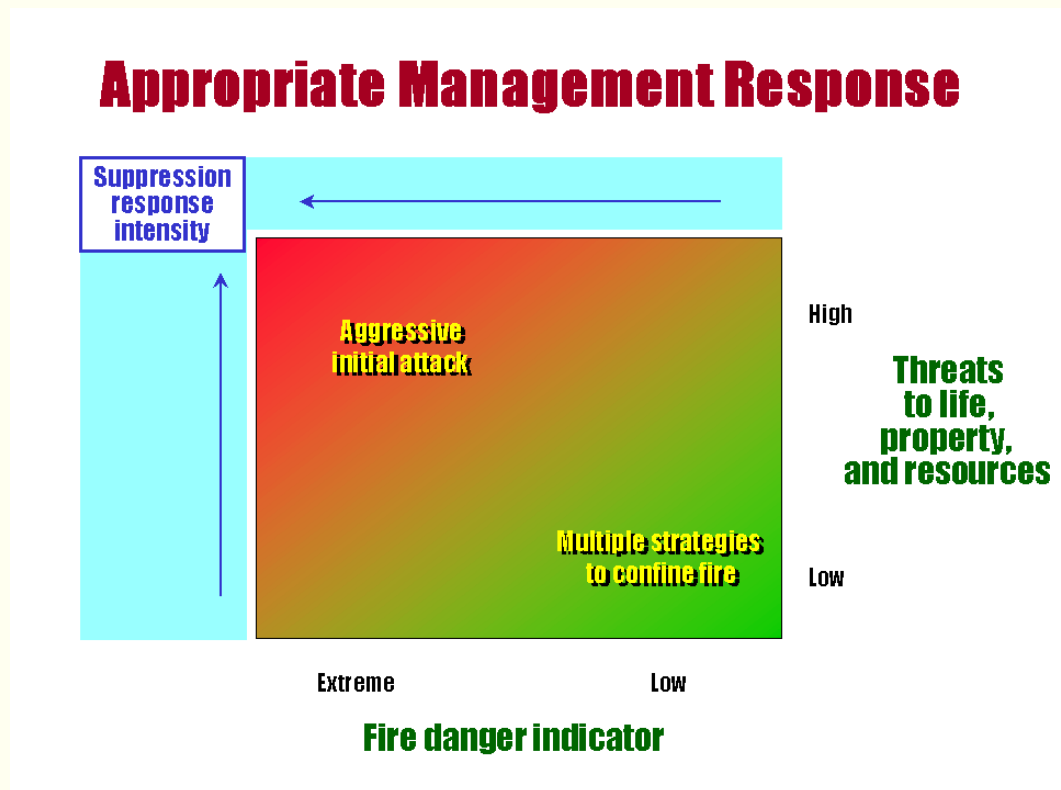 Appropriate Management Response
Suppression
response
intensity
Aggressive
initial attack
Multiple strategies
to confine fire
High
Threats
to life,
property,
and resources
Low
Extreme
Low
Fire danger indicator